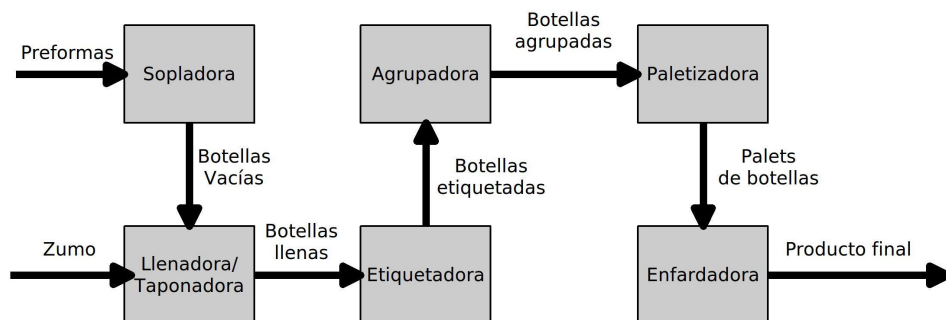 Preformas
Sopladora
Botellas
Vacías
Zumo
Llenadora/
Taponadora
Botellas
llenas
Etiquetadora
Botellas
etiquetadas
Agrupadora
Botellas
agrupadas
Paletizadora
Palets
de botellas
Enfardadora
Producto final